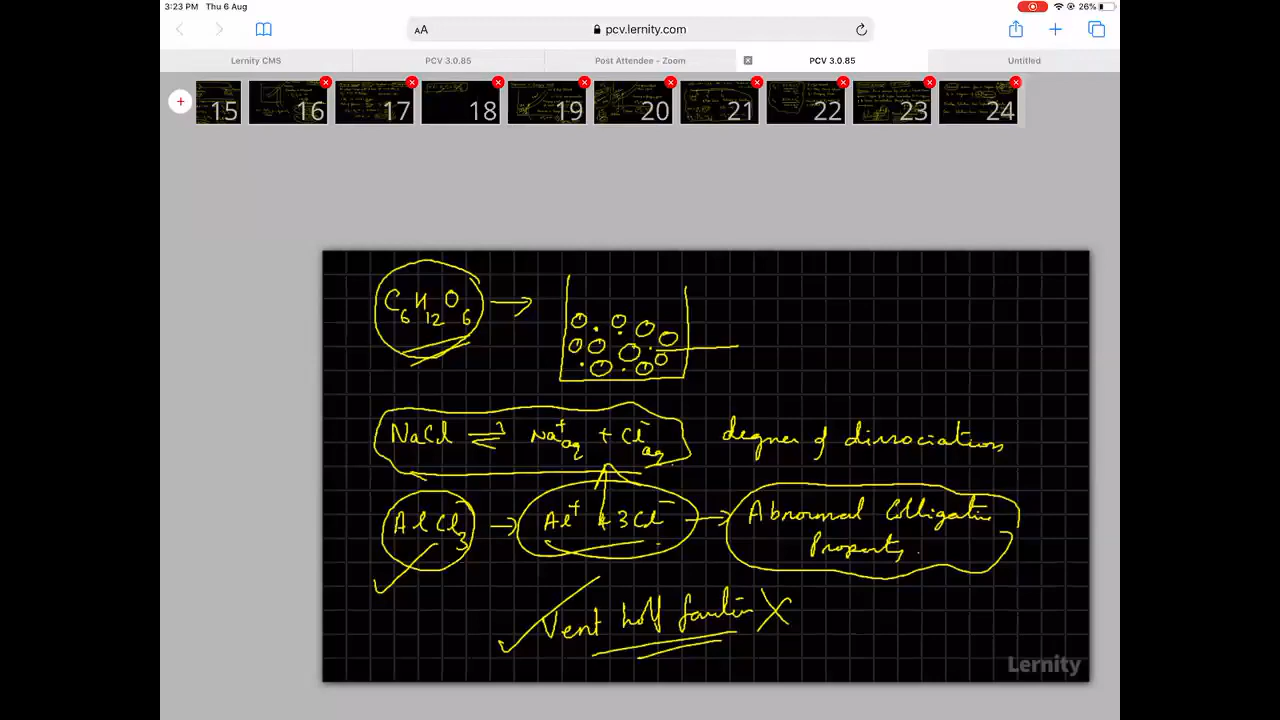 3:23 PM Thu 6 Aug 26%
AA pcv.lernity.com
Lernity CMS PCV 3.0.85 Post Attendee - Zoom PCV 3.0.85 Untitled
15 16 17 18 19 20 21 22 23 24
C6H12O6 →
NaCl ⇌ Na+aq + Cl-aq degree of dissociation
AlCl3 → Al+ + 3Cl- → Abnormal Colligative
Property.
Vent hoff factor X
Lernity